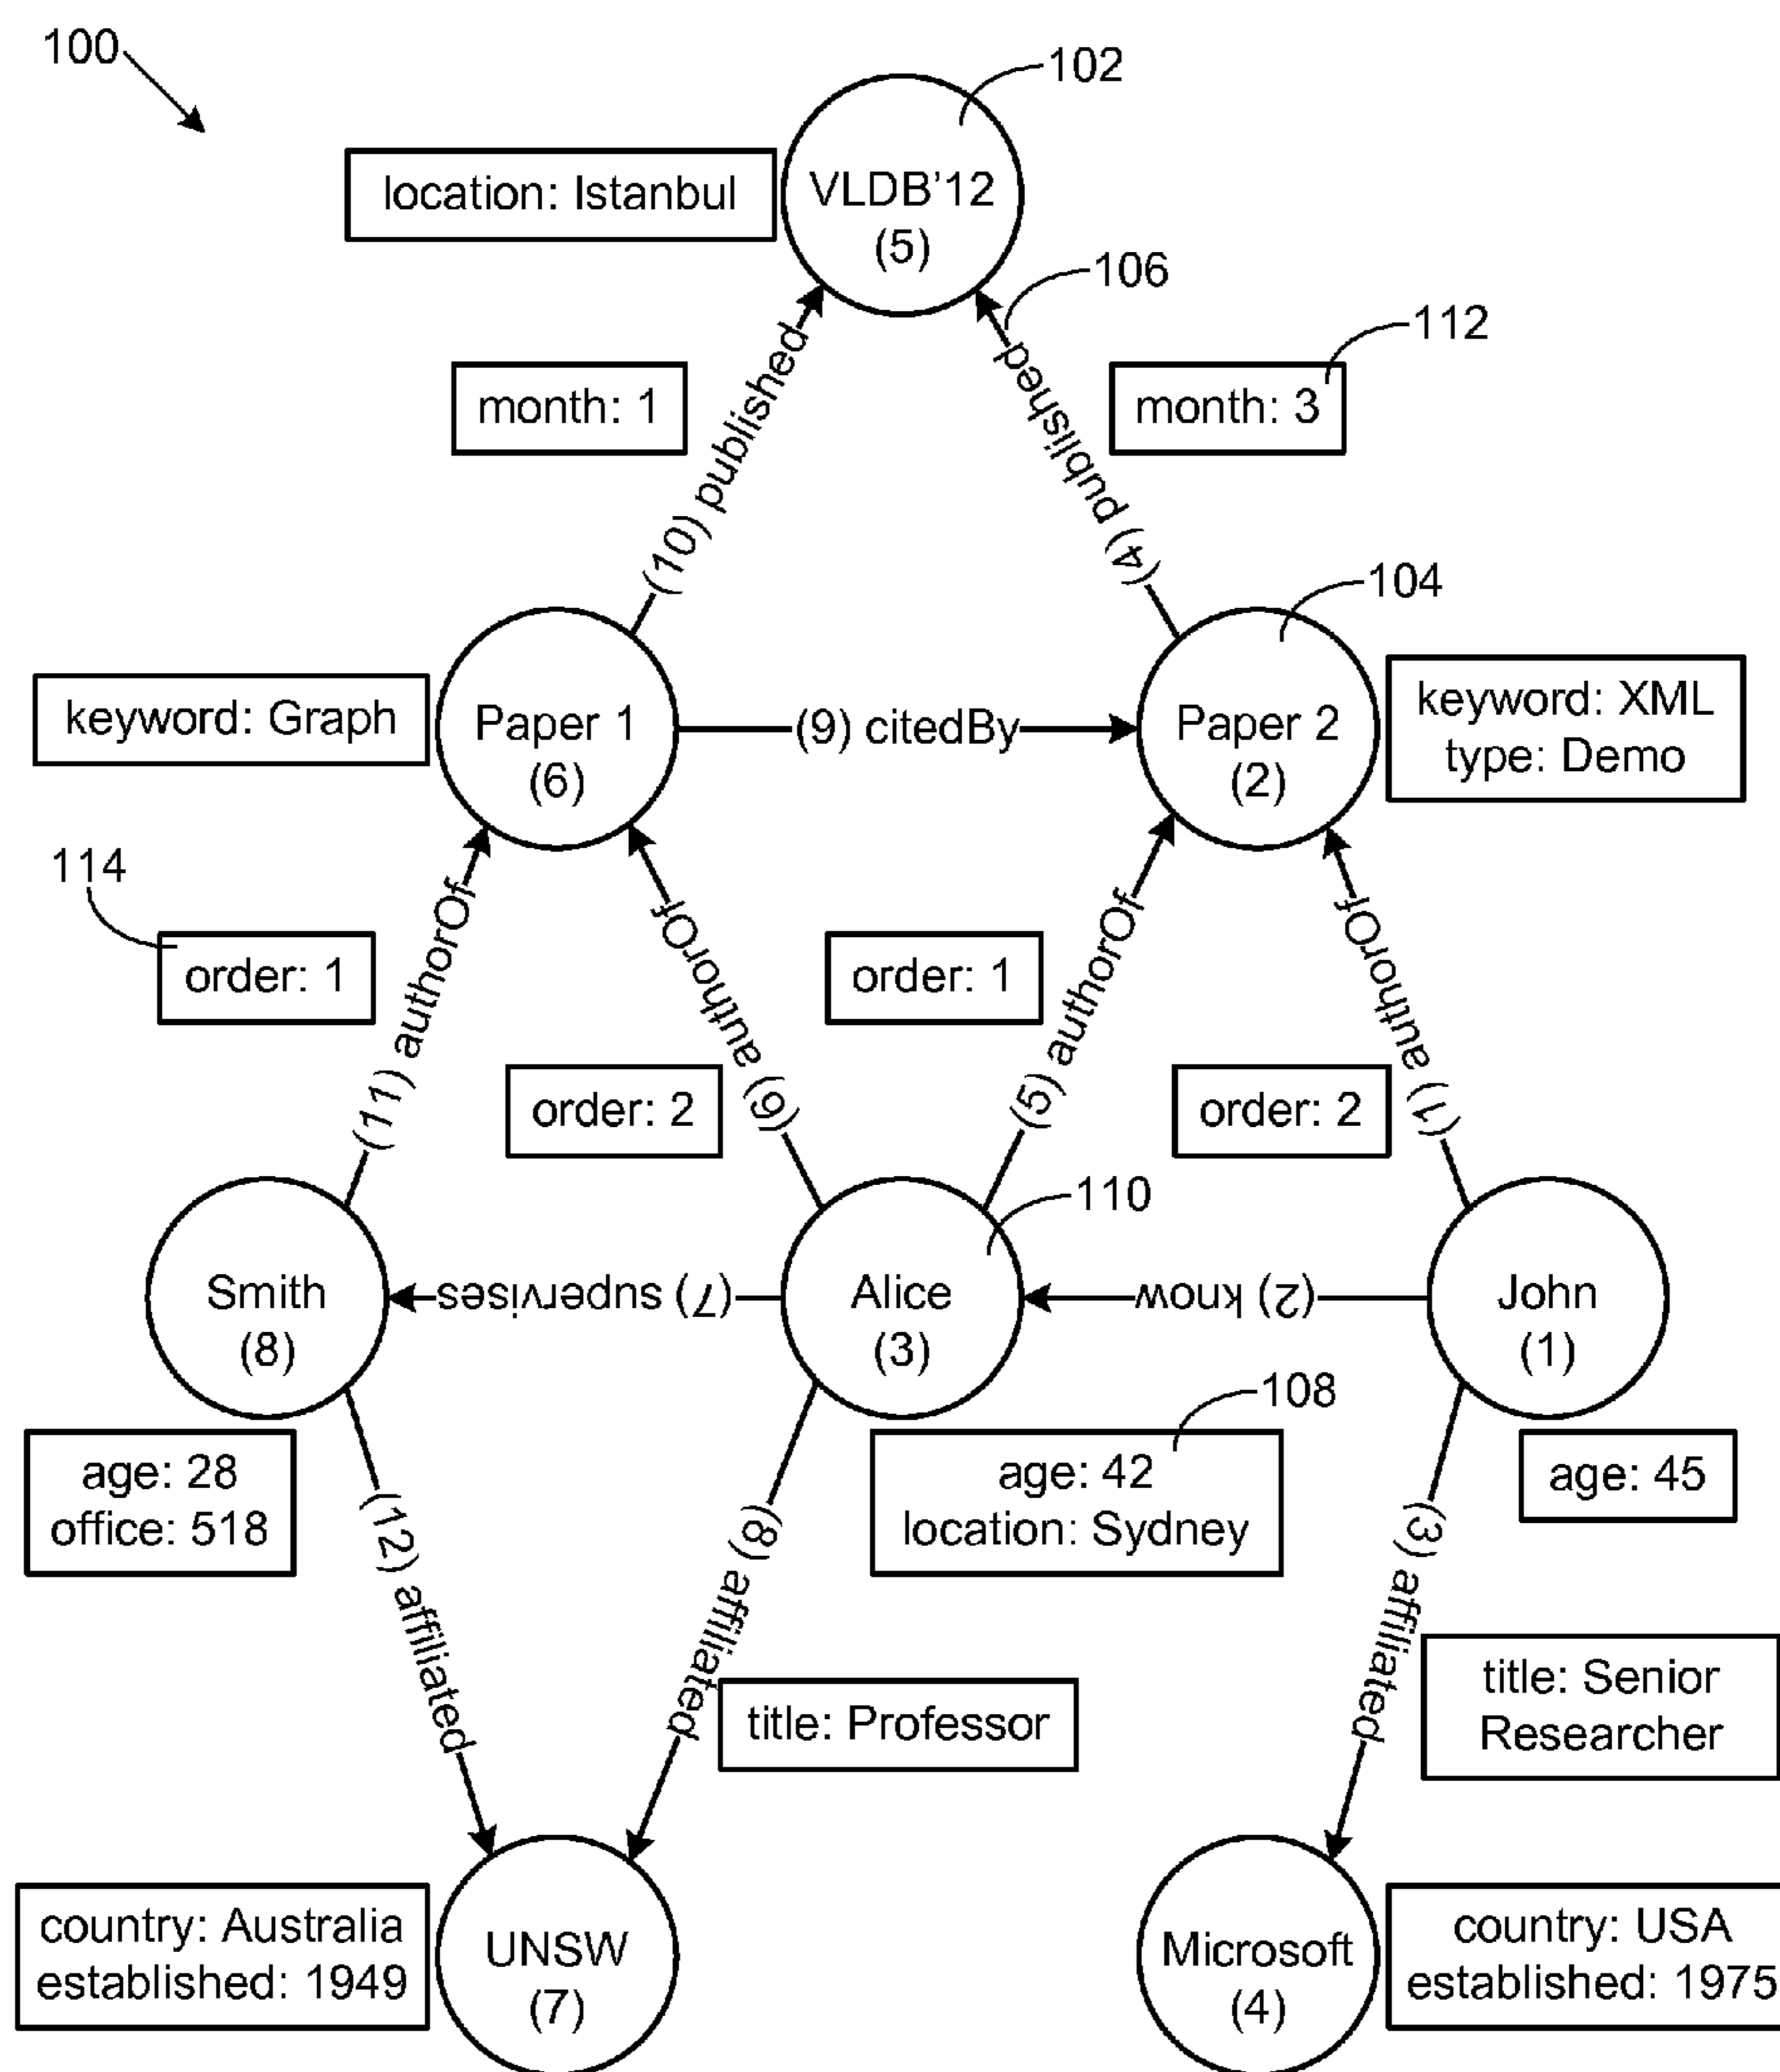 100
102
location: Istanbul
VLDB'12
(5)
106
112
month: 1
(10) published
(4) published
month: 3
104
keyword: Graph
Paper 1
(6)
(9) citedBy
Paper 2
(2)
keyword: XML
type: Demo
114
order: 1
(11) authorOf
order: 2
(6) authorOf
order: 1
(5) authorOf
order: 2
(1) authorOf
110
Smith
(8)
(7) supervises
Alice
(3)
(2) know
John
(1)
108
age: 28
office: 518
age: 42
location: Sydney
age: 45
(12) affiliated
(8) affiliated
title: Professor
(3) affiliated
title: Senior
Researcher
country: Australia
established: 1949
UNSW
(7)
Microsoft
(4)
country: USA
established: 1975